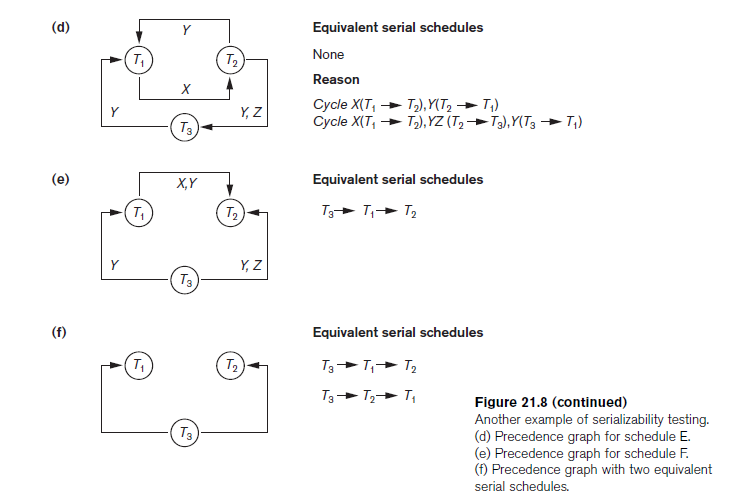 (d)
Y
T1
T2
X
Y
Y, Z
T3
Equivalent serial schedules
None
Reason
Cycle X(T1 → T2),Y(T2 → T1)
Cycle X(T1 → T2),YZ (T2 → T3),Y(T3 → T1)
(e)
X,Y
T1
T2
Y
Y, Z
T3
Equivalent serial schedules
T3 → T1 → T2
(f)
T1
T2
T3
Equivalent serial schedules
T3 → T1 → T2
T3 → T2 → T1
Figure 21.8 (continued)
Another example of serializability testing.
(d) Precedence graph for schedule E.
(e) Precedence graph for schedule F.
(f) Precedence graph with two equivalent
serial schedules.